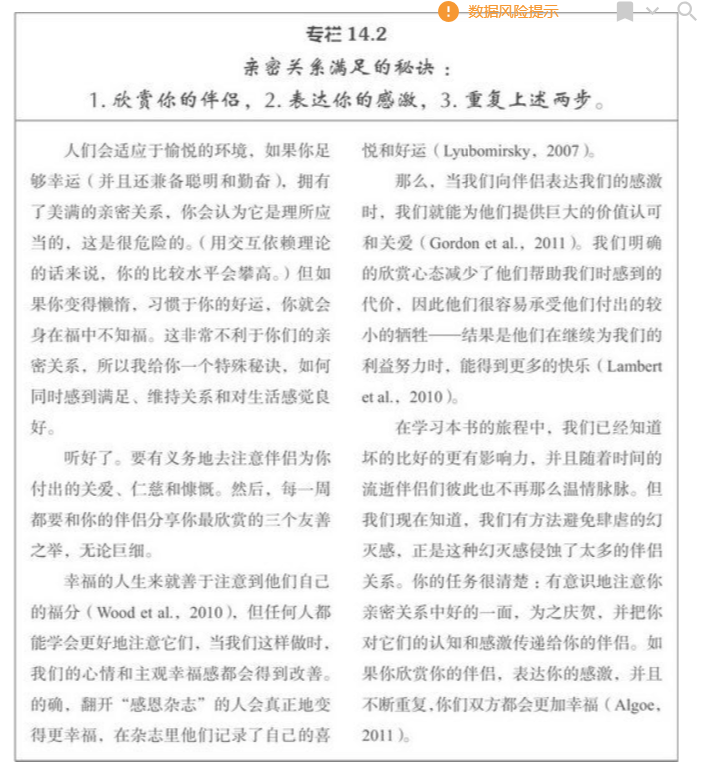 数据风险提示
专栏 14.2
亲密关系满足的秘诀：
1. 欣赏你的伴侣，2. 表达你的感激，3. 重复上述两步。
人们会适应于愉悦的环境，如果你足
够幸运（并且还兼备聪明和勤奋），拥有
了美满的亲密关系，你会认为它是理所应
当的，这是很危险的。（用交互依赖理论
的话来说，你的比较水平会攀高。）但如
果你变得懒惰，习惯于你的好运，你就会
身在福中不知福。这非常不利于你们的亲
密关系，所以我给你一个特殊秘诀，如何
同时感到满足、维持关系和对生活感觉良
好。
听好了。要有义务地去注意伴侣为你
付出的关爱、仁慈和慷慨。然后，每一周
都要和你的伴侣分享你最欣赏的三个友善
之举，无论巨细。
幸福的人生来就善于注意到他们自己
的福分（Wood et al., 2010），但任何人都
能学会更好地注意它们，当我们这样做时，
我们的心情和主观幸福感都会得到改善。
的确，翻开“感恩杂志”的人会真正地变
得更幸福，在杂志里他们记录了自己的喜
悦和好运（Lyubomirsky, 2007）。
那么，当我们向伴侣表达我们的感激
时，我们就能为他们提供巨大的价值认可
和关爱（Gordon et al., 2011）。我们明确
的欣赏心态减少了他们帮助我们时感到的
代价，因此他们很容易承受他们付出的较
小的牺牲——结果是他们在继续为我们的
利益努力时，能得到更多的快乐（Lambert
et al., 2010）。
在学习本书的旅程中，我们已经知道
坏的比好的更有影响力，并且随着时间的
流逝伴侣们彼此也不再那么温情脉脉。但
我们现在知道，我们有方法避免肆虐的幻
灭感，正是这种幻灭感侵蚀了太多的伴侣
关系。你的任务很清楚：有意识地注意你
亲密关系中好的一面，为之庆贺，并把你
对它们的认知和感激传递给你的伴侣。如
果你欣赏你的伴侣，表达你的感激，并且
不断重复，你们双方都会更加幸福（Algoe,
2011）。